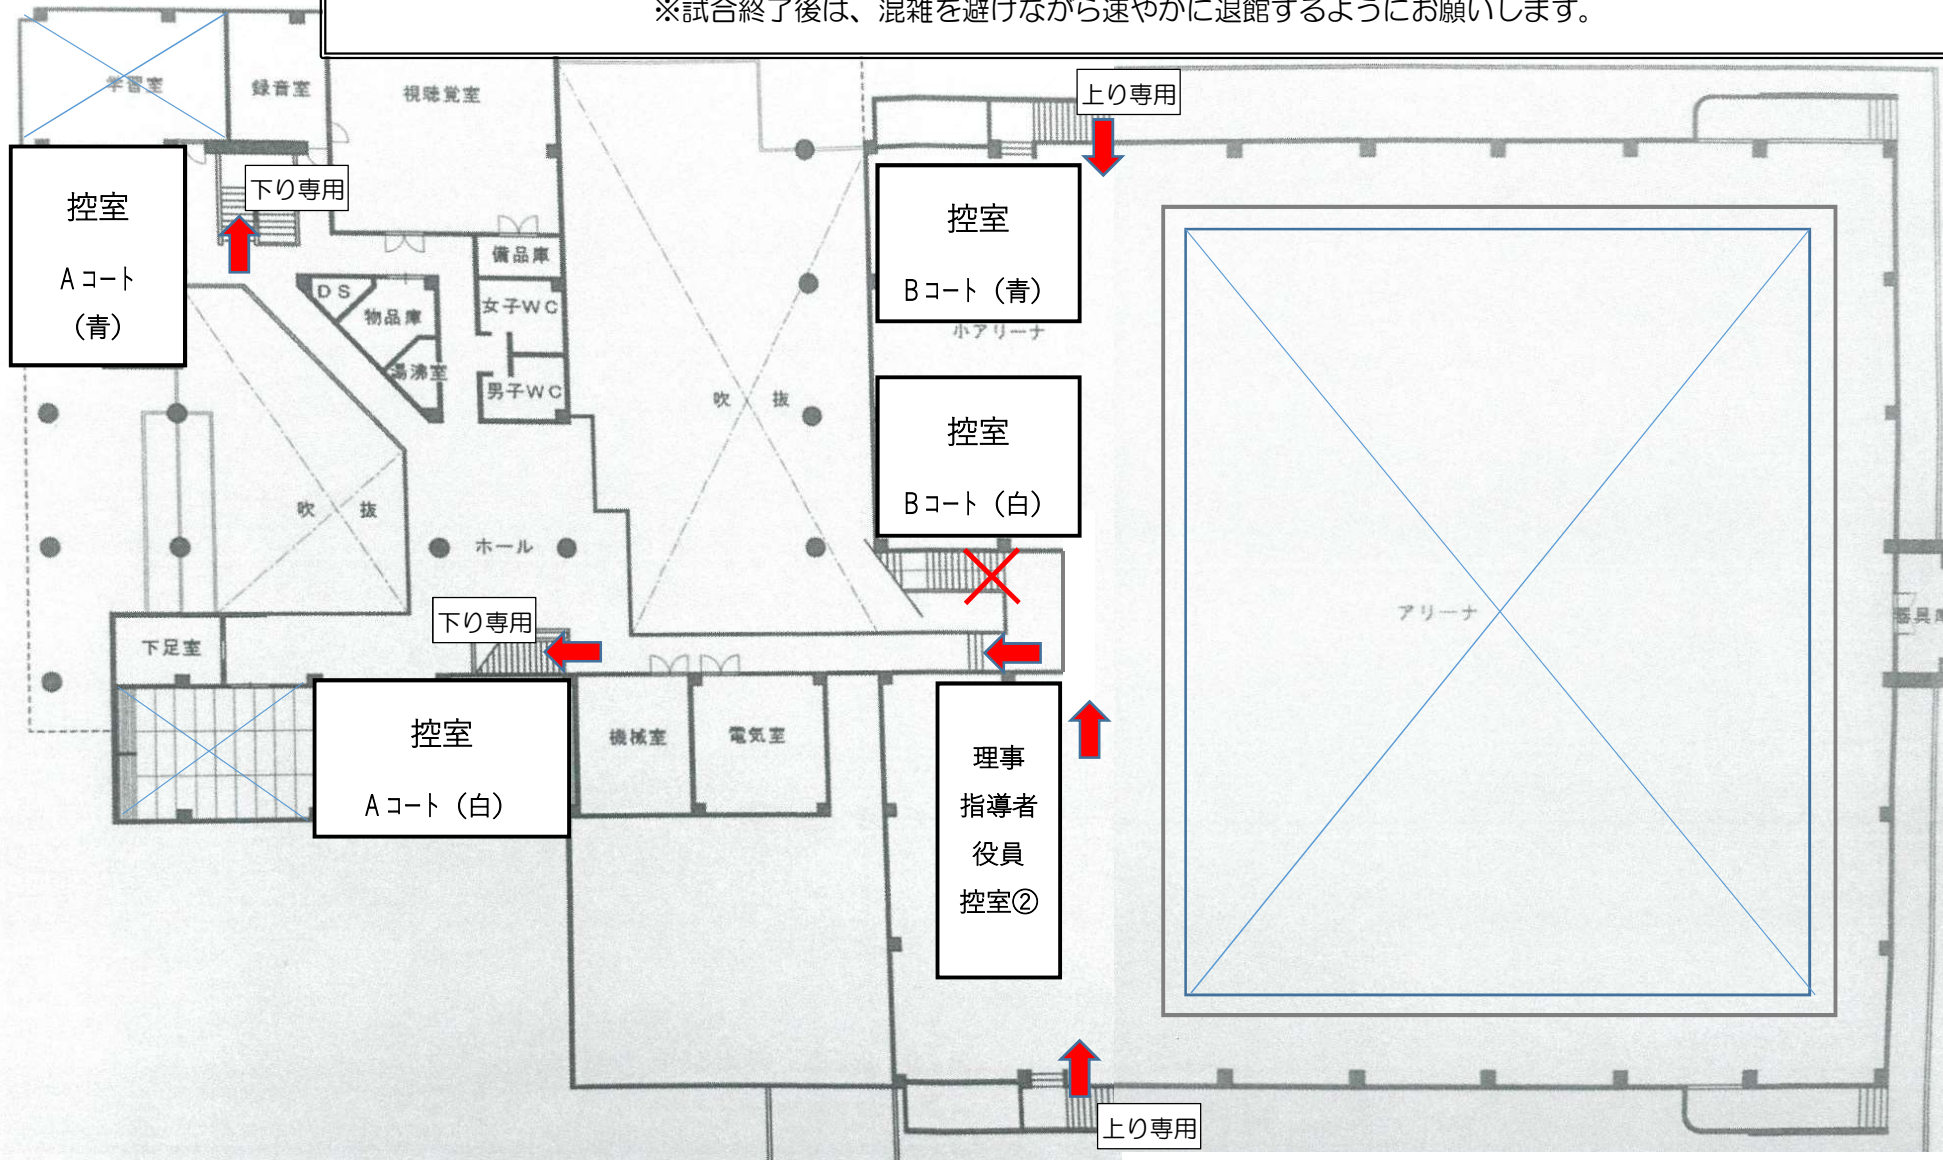 ※試合終了後は、混雑を避けながら速やかに退館するようにお願いします。
学習室
録音室
視聴覚室
上り専用
下り専用
控室
Aコート
（青）
控室
Bコート（青）
小アリーナ
備品庫
DS
物品庫
女子WC
湯沸室
男子WC
吹 抜
控室
Bコート（白）
吹 抜
ホール
アリーナ
器具庫
下り専用
下足室
控室
Aコート（白）
機械室
電気室
理事
指導者
役員
控室②
上り専用